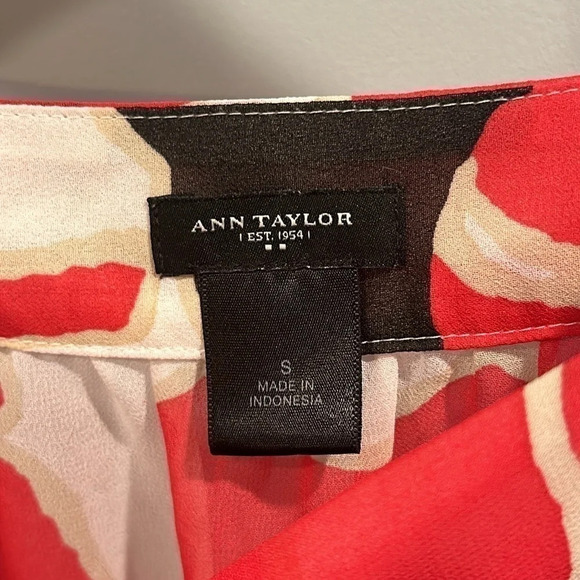 ANN TAYLOR
| EST. 1954 |
S
MADE IN
INDONESIA